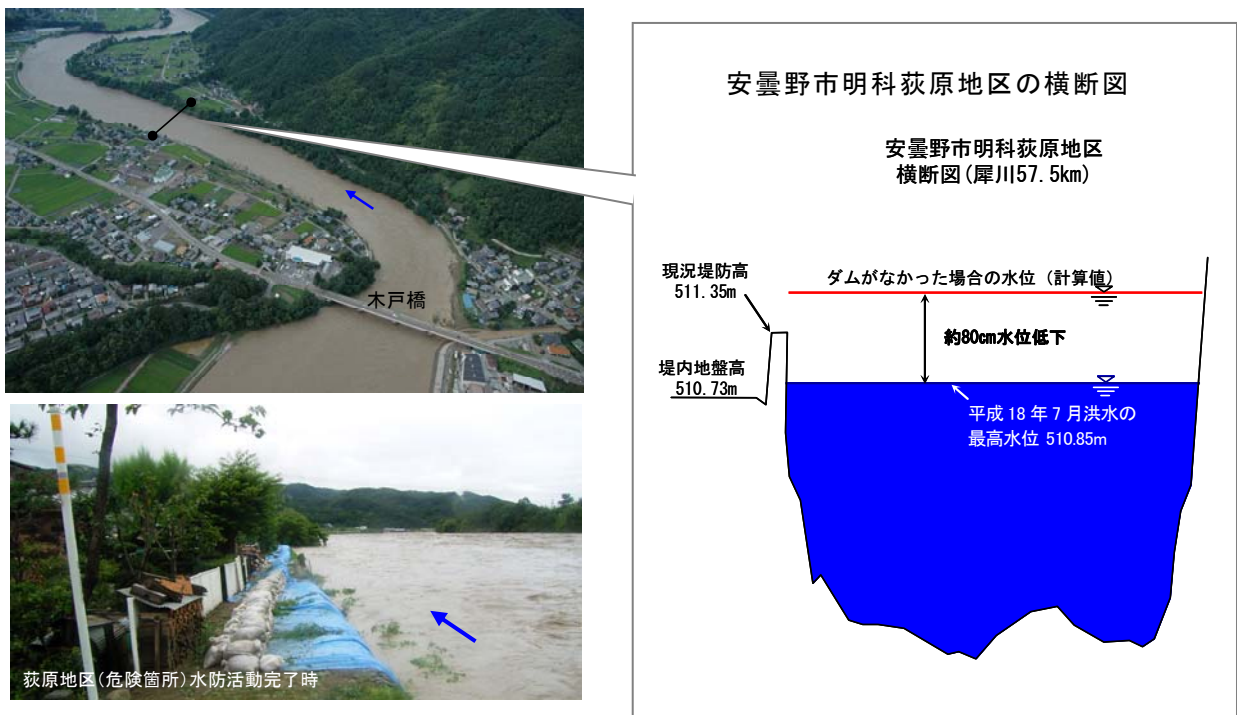 木戸橋
荻原地区(危険箇所)水防活動完了時
安曇野市明科荻原地区の横断図
安曇野市明科荻原地区
横断図(犀川57.5km)
現況堤防高
511.35m
ダムがなかった場合の水位（計算値）
約80cm水位低下
堤内地盤高
510.73m
平成 18 年 7 月洪水の
最高水位 510.85m